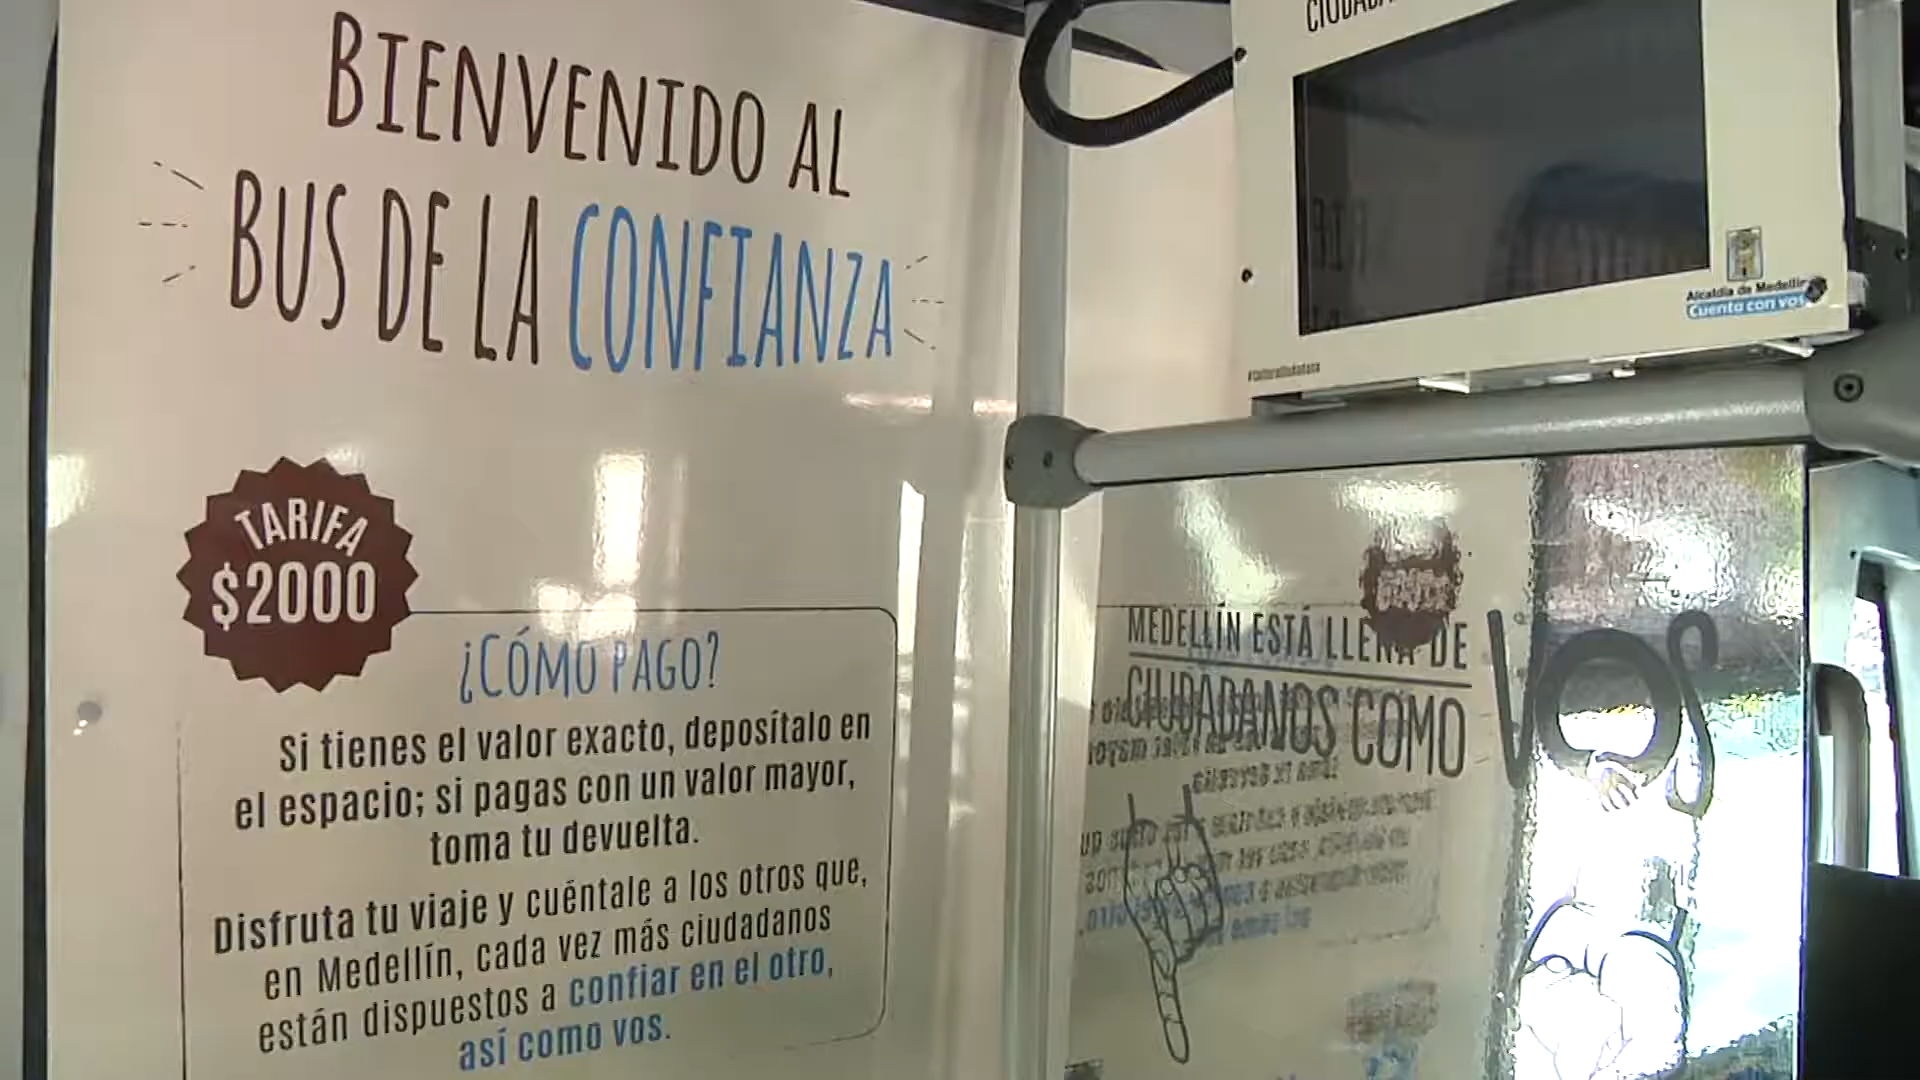 BIENVENIDO AL
BUS DE LA CONFIANZA
TARIFA
$2000
¿CÓMO PAGO?
Si tienes el valor exacto, deposítalo en
el espacio; si pagas con un valor mayor,
toma tu devuelta.
Disfruta tu viaje y cuéntale a los otros que,
en Medellín, cada vez más ciudadanos
están dispuestos a confiar en el otro,
así como vos.
Alcaldía de Medellín
Cuenta con vos
#CulturaCiudadana
MEDELLÍN ESTÁ LLENA DE
CIUDADANOS COMO
VOS